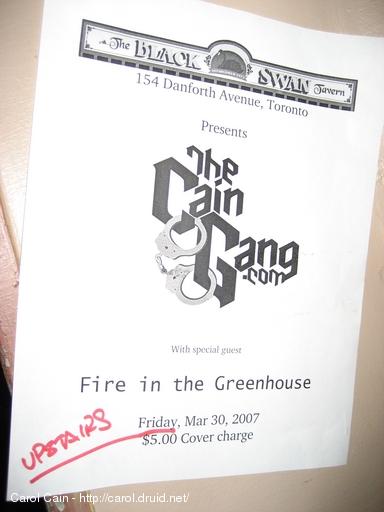 The BLACK SWAN Tavern
154 Danforth Avenue, Toronto
Presents
The
Cain
Gang
.com
With special guest
Fire in the Greenhouse
UPSTAIRS
Friday, Mar 30, 2007
$5.00 Cover charge
Carol Cain - http://carol.druid.net/